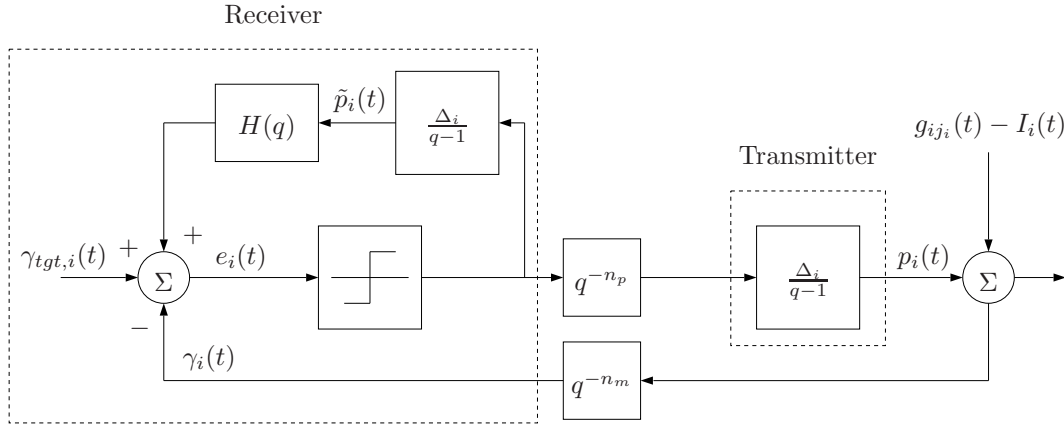 Receiver
p̃_i(t)
H(q)
Δ_i
q−1
g_{ij_i}(t) − I_i(t)
Transmitter
γ_{tgt,i}(t)
+
+
Σ
e_i(t)
q^{−n_p}
Δ_i
q−1
p_i(t)
Σ
−
γ_i(t)
q^{−n_m}